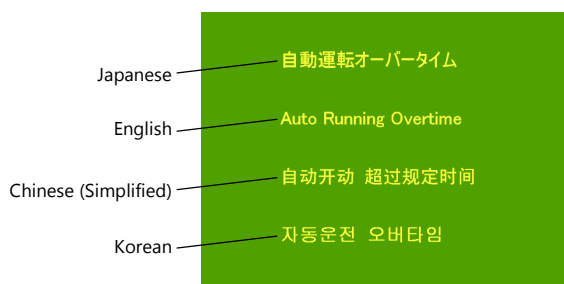 Japanese 自動運転オーバータイム
English Auto Running Overtime
Chinese (Simplified) 自动开动 超过规定时间
Korean 자동운전 오버타임